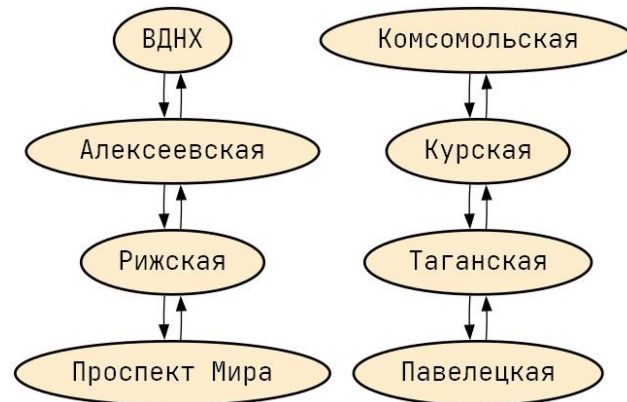 ВДНХ
Алексеевская
Рижская
Проспект Мира
Комсомольская
Курская
Таганская
Павелецкая